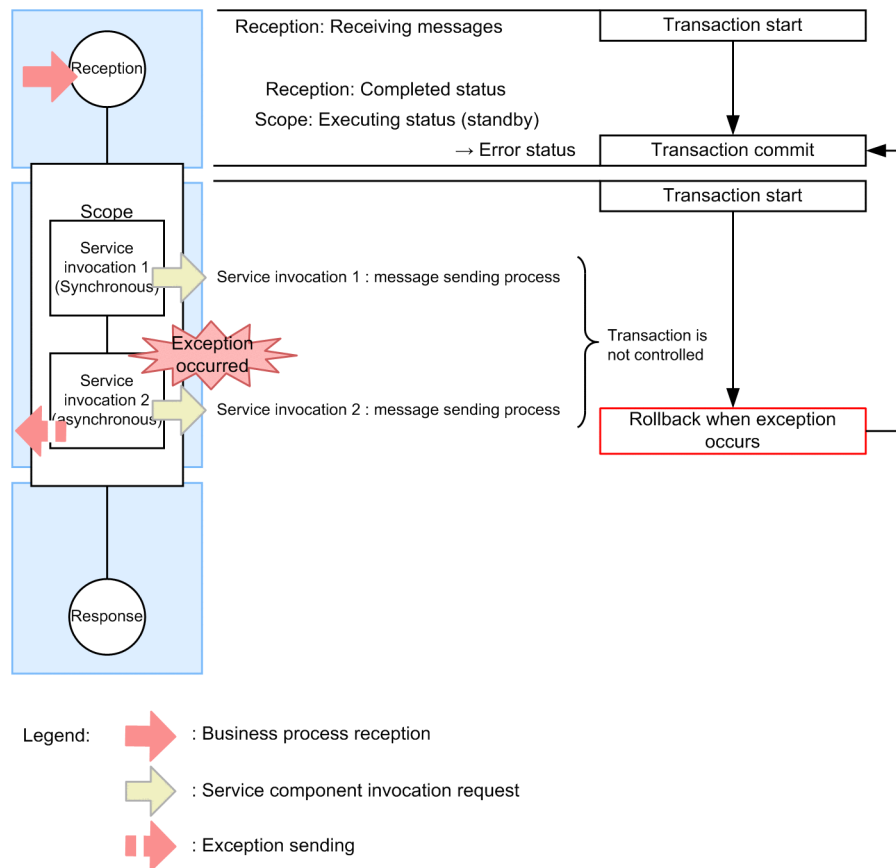 Reception: Receiving messages
Transaction start
Reception
Reception: Completed status
Scope: Executing status (standby)
→ Error status
Transaction commit
Transaction start
Scope
Service
invocation 1
(Synchronous)
Service invocation 1 : message sending process
Exception
occurred
Transaction is
not controlled
Service
invocation 2
(asynchronous)
Service invocation 2 : message sending process
Rollback when exception
occurs
Response
Legend:
: Business process reception
: Service component invocation request
: Exception sending